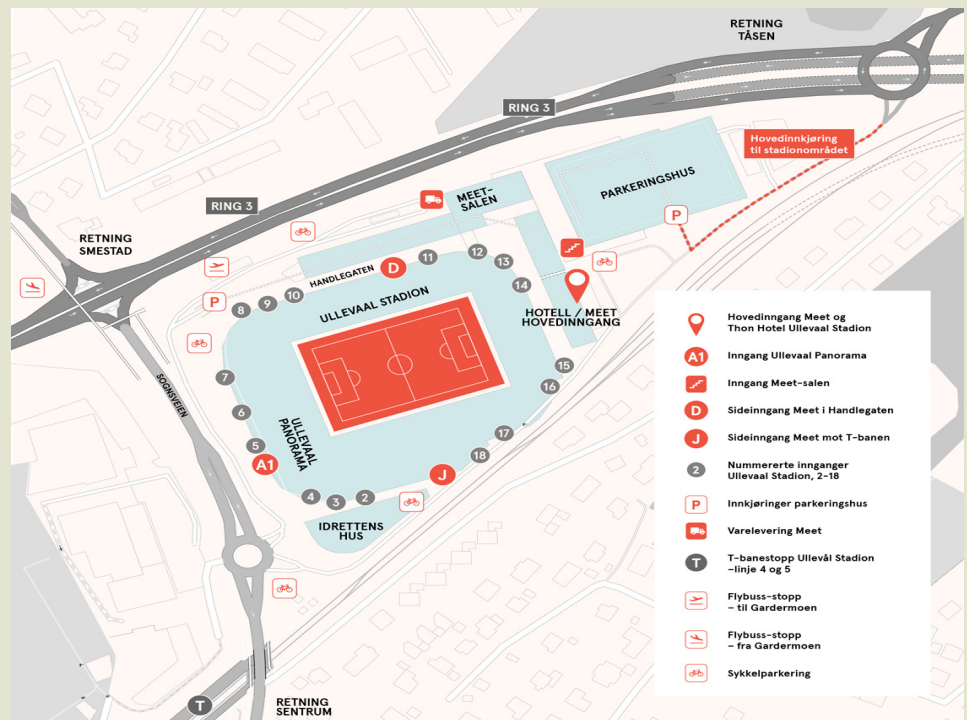 RETNING
TÅSEN
RING 3
Hovedinnkjøring
til stadionområdet
PARKERINGSHUS
MEET-
SALEN
RING 3
P
RETNING
SMESTAD
HANDLEGATEN
D
11
12
13
14
P
8
9
10
ULLEVAAL STADION
HOTELL / MEET
HOVEDINNGANG
15
16
7
SOGNSVEIEN
6
5
ULLEVAAL
PANORAMA
A1
17
18
J
4
3
2
IDRETTENS
HUS
T
RETNING
SENTRUM
Hovedinngang Meet og
Thon Hotel Ullevaal Stadion
A1
Inngang Ullevaal Panorama
Inngang Meet-salen
D
Sideinngang Meet i Handlegaten
J
Sideinngang Meet mot T-banen
2
Nummererte innganger
Ullevaal Stadion, 2-18
P
Innkjøringer parkeringshus
Varelevering Meet
T
T-banestopp Ullevål Stadion
–linje 4 og 5
Flybuss-stopp
– til Gardermoen
Flybuss-stopp
– fra Gardermoen
Sykkelparkering